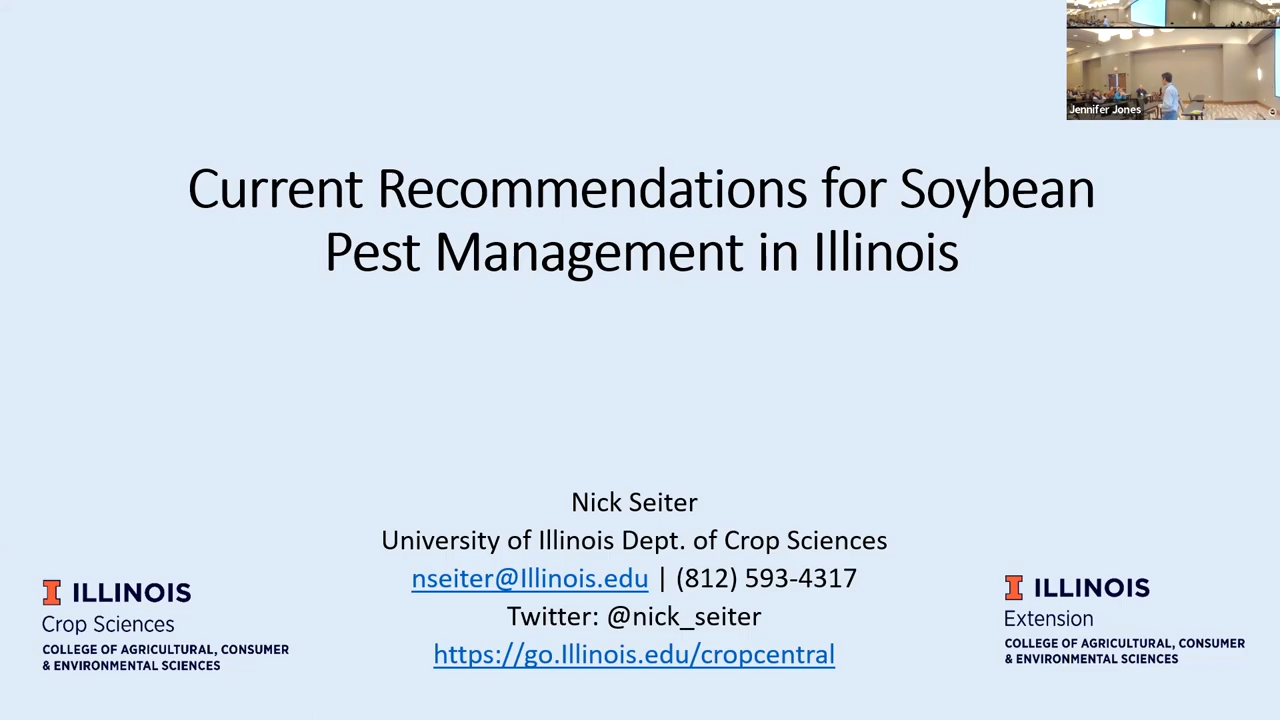 Jennifer Jones
Current Recommendations for Soybean
Pest Management in Illinois
Nick Seiter
University of Illinois Dept. of Crop Sciences
nseiter@Illinois.edu | (812) 593-4317
Twitter: @nick_seiter
https://go.Illinois.edu/cropcentral
I ILLINOIS
Crop Sciences
COLLEGE OF AGRICULTURAL, CONSUMER
& ENVIRONMENTAL SCIENCES
I ILLINOIS
Extension
COLLEGE OF AGRICULTURAL, CONSUMER
& ENVIRONMENTAL SCIENCES